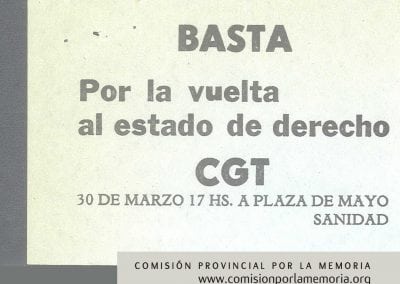 BASTA
Por la vuelta
al estado de derecho
CGT
30 DE MARZO 17 HS. A PLAZA DE MAYO
SANIDAD
COMISIÓN PROVINCIAL POR LA MEMORIA
www.comisionporlamemoria.org